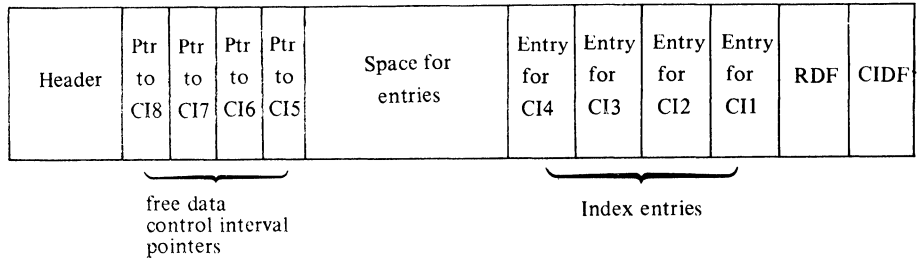 Header
Ptr
to
CI8
Ptr
to
CI7
Ptr
to
CI6
Ptr
to
CI5
Space for
entries
Entry
for
CI4
Entry
for
CI3
Entry
for
CI2
Entry
for
CI1
RDF
CIDF
free data
control interval
pointers
Index entries